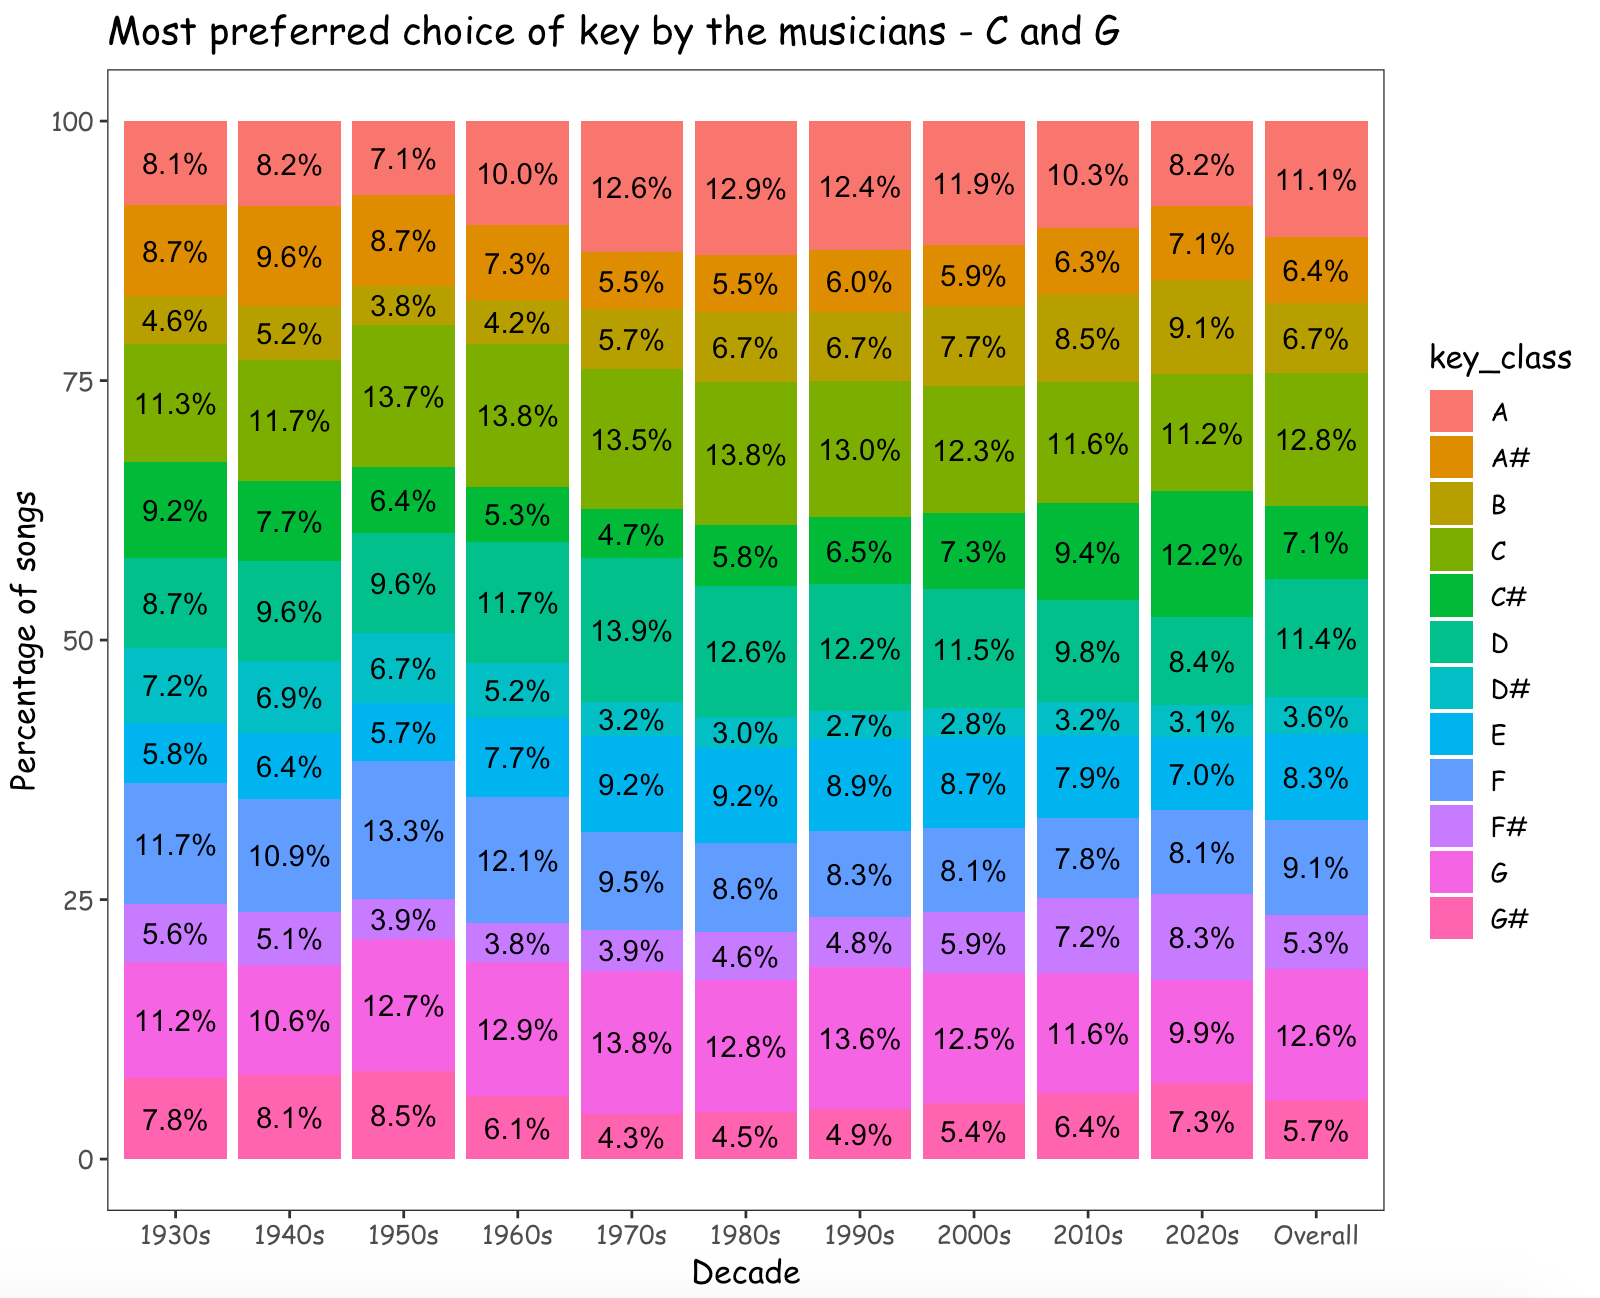 Most preferred choice of key by the musicians - C and G
100
75
50
25
0
Percentage of songs
8.1% 8.2% 7.1% 10.0% 12.6% 12.9% 12.4% 11.9% 10.3% 8.2% 11.1%
8.7% 9.6% 8.7% 7.3% 5.5% 5.5% 6.0% 5.9% 6.3% 7.1% 6.4%
4.6% 5.2% 3.8% 4.2% 5.7% 6.7% 6.7% 7.7% 8.5% 9.1% 6.7%
11.3% 11.7% 13.7% 13.8% 13.5% 13.8% 13.0% 12.3% 11.6% 11.2% 12.8%
9.2% 7.7% 6.4% 5.3% 4.7% 5.8% 6.5% 7.3% 9.4% 12.2% 7.1%
8.7% 9.6% 9.6% 11.7% 13.9% 12.6% 12.2% 11.5% 9.8% 8.4% 11.4%
7.2% 6.9% 6.7% 5.2% 3.2% 3.0% 2.7% 2.8% 3.2% 3.1% 3.6%
5.8% 6.4% 5.7% 7.7% 9.2% 9.2% 8.9% 8.7% 7.9% 7.0% 8.3%
11.7% 10.9% 13.3% 12.1% 9.5% 8.6% 8.3% 8.1% 7.8% 8.1% 9.1%
5.6% 5.1% 3.9% 3.8% 3.9% 4.6% 4.8% 5.9% 7.2% 8.3% 5.3%
11.2% 10.6% 12.7% 12.9% 13.8% 12.8% 13.6% 12.5% 11.6% 9.9% 12.6%
7.8% 8.1% 8.5% 6.1% 4.3% 4.5% 4.9% 5.4% 6.4% 7.3% 5.7%
1930s 1940s 1950s 1960s 1970s 1980s 1990s 2000s 2010s 2020s Overall
Decade
key_class
A
A#
B
C
C#
D
D#
E
F
F#
G
G#